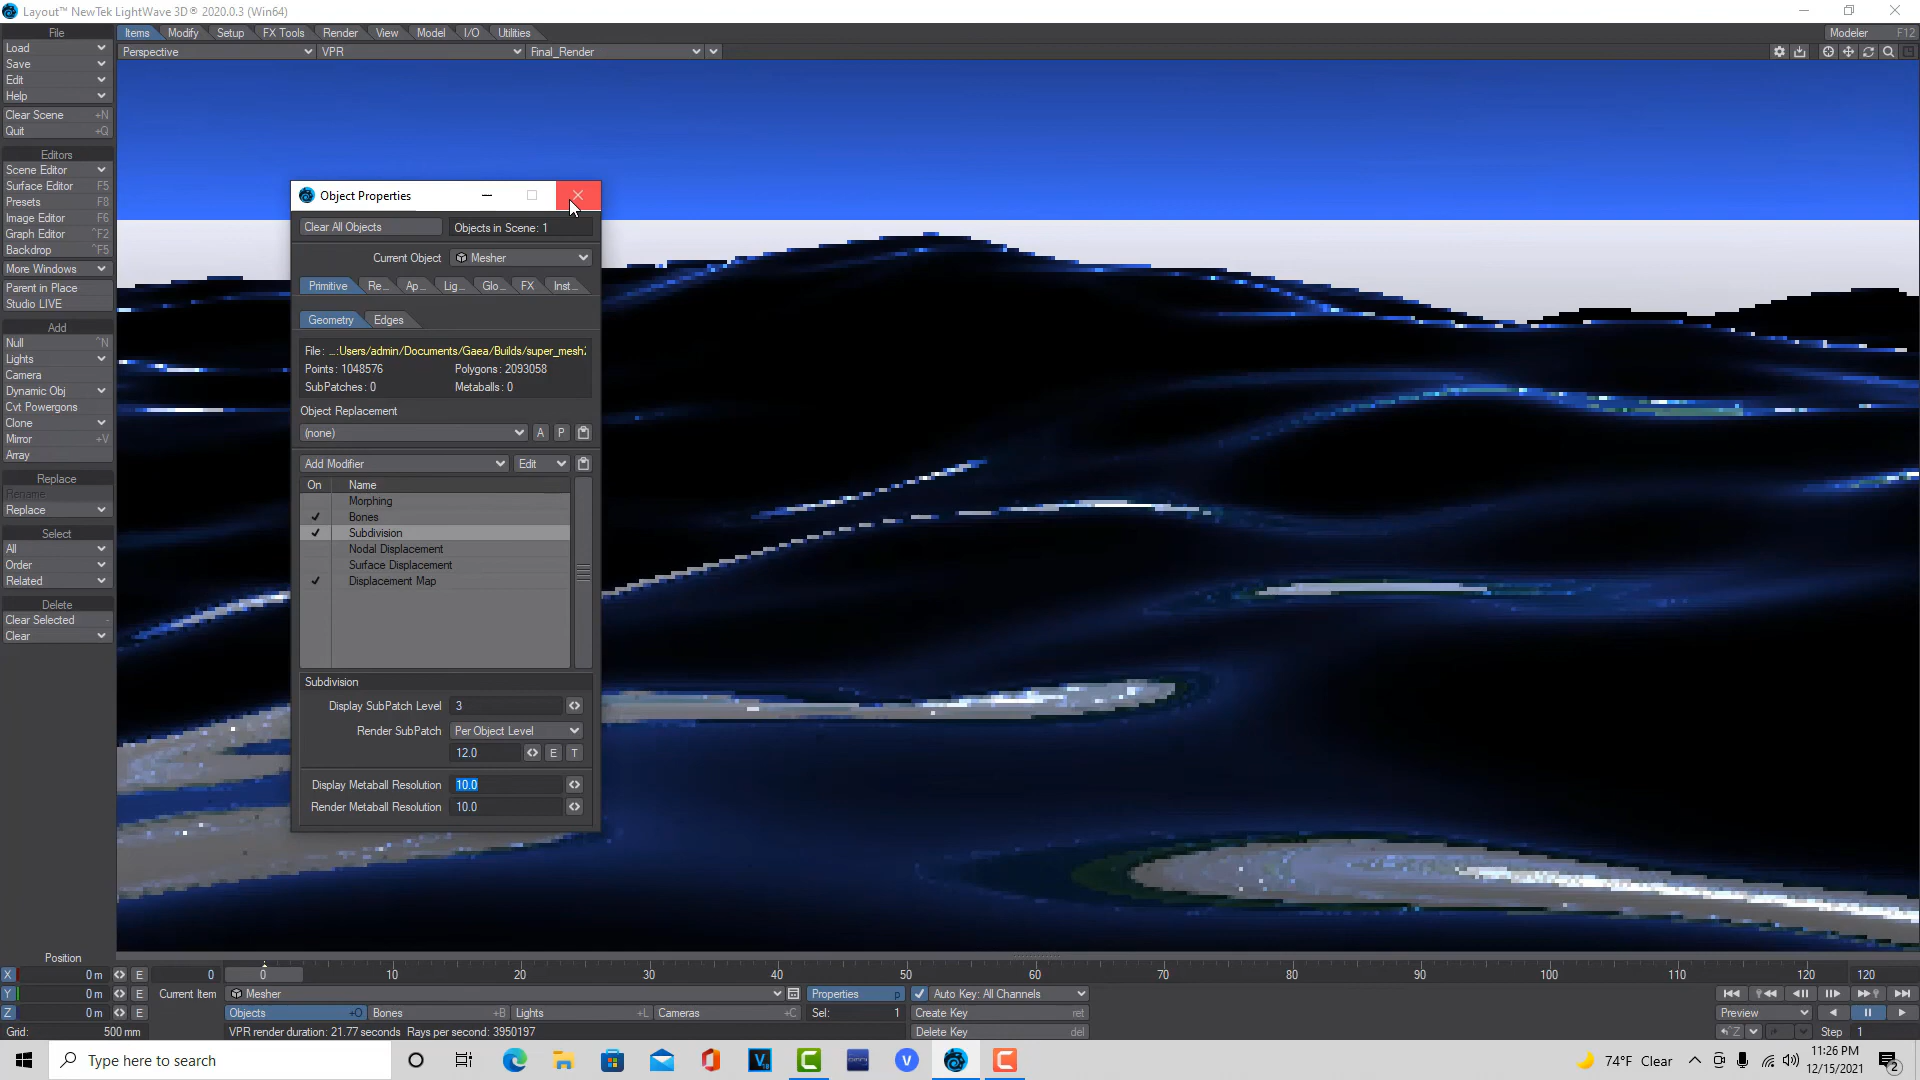 Layout™ NewTek LightWave 3D® 2020.0.3 (Win64)
File Items Modify Setup FX Tools Render View Model I/O Utilities Modeler F12
Load Perspective VPR Final_Render
Save
Edit
Help
Clear Scene +N
Quit +Q
Editors
Scene Editor
Surface Editor F5
Presets F8
Image Editor F6
Graph Editor ^F2
Backdrop ^F5
More Windows
Parent in Place
Studio LIVE
Add
Null ^N
Lights
Camera
Dynamic Obj
Cvt Powergons
Clone
Mirror +V
Array
Replace
Rename
Replace
Select
All
Order
Related
Delete
Clear Selected -
Clear
Object Properties
Clear All Objects Objects in Scene: 1
Current Object Mesher
Primitive Re... Ap... Lig... Glo... FX Inst...
Geometry Edges
File : ...:Users/admin/Documents/Gaea/Builds/super_mesh
Points : 1048576 Polygons : 2093058
SubPatches : 0 Metaballs : 0
Object Replacement
(none) A P
Add Modifier Edit
On Name
Morphing
Bones
Subdivision
Nodal Displacement
Surface Displacement
Displacement Map
Subdivision
Display SubPatch Level 3
Render SubPatch Per Object Level
12.0 E T
Display Metaball Resolution 10.0
Render Metaball Resolution 10.0
Position
X 0 m E 0 0 10 20 30 40 50 60 70 80 90 100 110 120 120
Y 0 m E Current Item Mesher Properties p Auto Key: All Channels
Z 0 m E Objects +O Bones +B Lights +L Cameras +C Sel: 1 Create Key ret Preview
Grid: 500 mm VPR render duration: 21.77 seconds Rays per second: 3950197 Delete Key del ^Z Step 1
Type here to search 74°F Clear 11:26 PM
12/15/2021 2